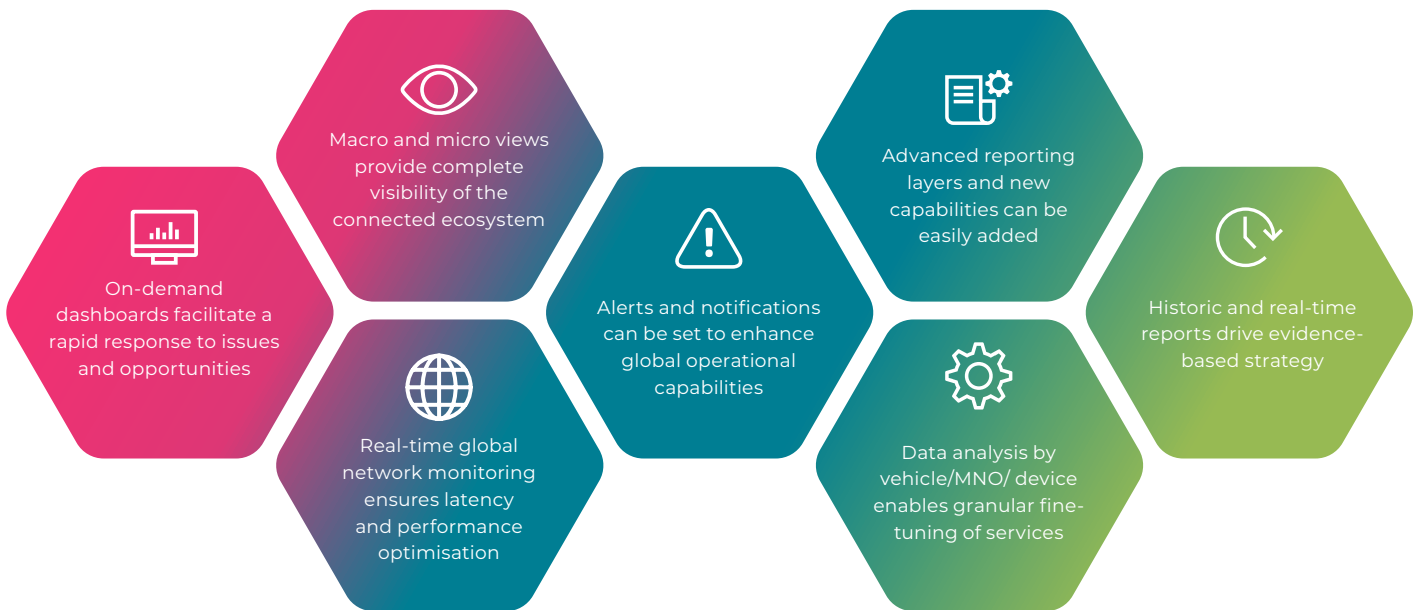 On-demand
dashboards facilitate a
rapid response to issues
and opportunities
Macro and micro views
provide complete
visibility of the
connected ecosystem
Real-time global
network monitoring
ensures latency
and performance
optimisation
Alerts and notifications
can be set to enhance
global operational
capabilities
Advanced reporting
layers and new
capabilities can be
easily added
Data analysis by
vehicle/MNO/ device
enables granular fine-
tuning of services
Historic and real-time
reports drive evidence-
based strategy